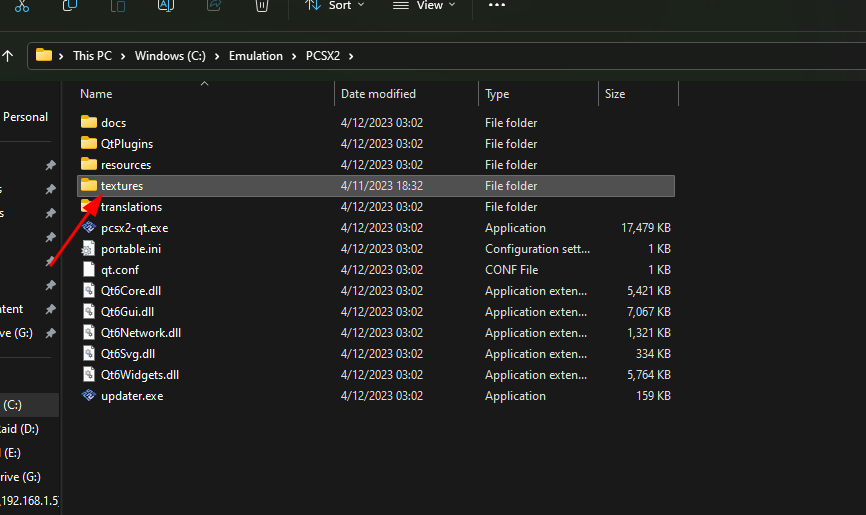 Sort View
This PC Windows (C:) Emulation PCSX2
Name Date modified Type Size
Personal
docs 4/12/2023 03:02 File folder
QtPlugins 4/12/2023 03:02 File folder
resources 4/12/2023 03:02 File folder
textures 4/11/2023 18:32 File folder
translations 4/12/2023 03:02 File folder
pcsx2-qt.exe 4/12/2023 03:02 Application 17,479 KB
portable.ini 4/12/2023 03:02 Configuration sett... 1 KB
qt.conf 4/12/2023 03:02 CONF File 1 KB
Qt6Core.dll 4/12/2023 03:02 Application exten... 5,421 KB
Qt6Gui.dll 4/12/2023 03:02 Application exten... 7,067 KB
Qt6Network.dll 4/12/2023 03:02 Application exten... 1,321 KB
Qt6Svg.dll 4/12/2023 03:02 Application exten... 334 KB
Qt6Widgets.dll 4/12/2023 03:02 Application exten... 5,764 KB
updater.exe 4/12/2023 03:02 Application 159 KB
ntent
ve (G:)
(C:)
aid (D:)
(E:)
rive (G:)
192.168.1.5